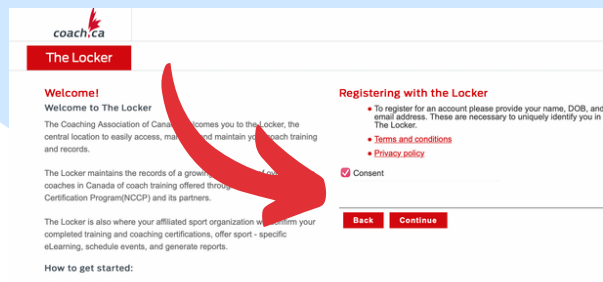 coach.ca
The Locker
Welcome!
Welcome to The Locker
The Coaching Association of Cana comes you to the Locker, the
central location to easily access, ma and maintain yo oach training
and records.
The Locker maintains the records of a growing of ov
coaches in Canada of coach training offered throug
Certification Program(NCCP) and its partners.
The Locker is also where your affiliated sport organization w nfirm your
completed training and coaching certifications, offer sport - specific
eLearning, schedule events, and generate reports.
How to get started:
Registering with the Locker
To register for an account please provide your name, DOB, and
email address. These are necessary to uniquely identify you in
The Locker.
Terms and conditions
Privacy policy
Consent
Back Continue